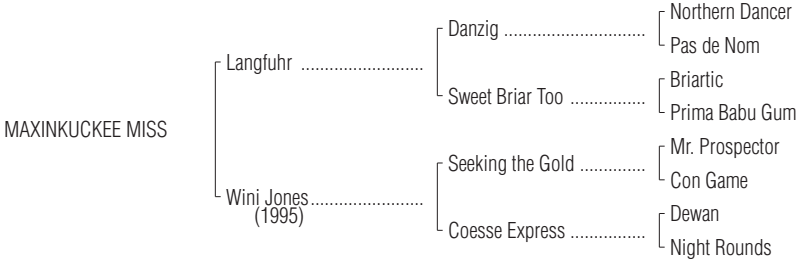 Northern Dancer
Danzig ..............................
Pas de Nom
Langfuhr ..........................
Briartic
Sweet Briar Too ................
Prima Babu Gum
MAXINKUCKEE MISS
Mr. Prospector
Seeking the Gold ..............
Con Game
Wini Jones........................
(1995)
Dewan
Coesse Express ................
Night Rounds